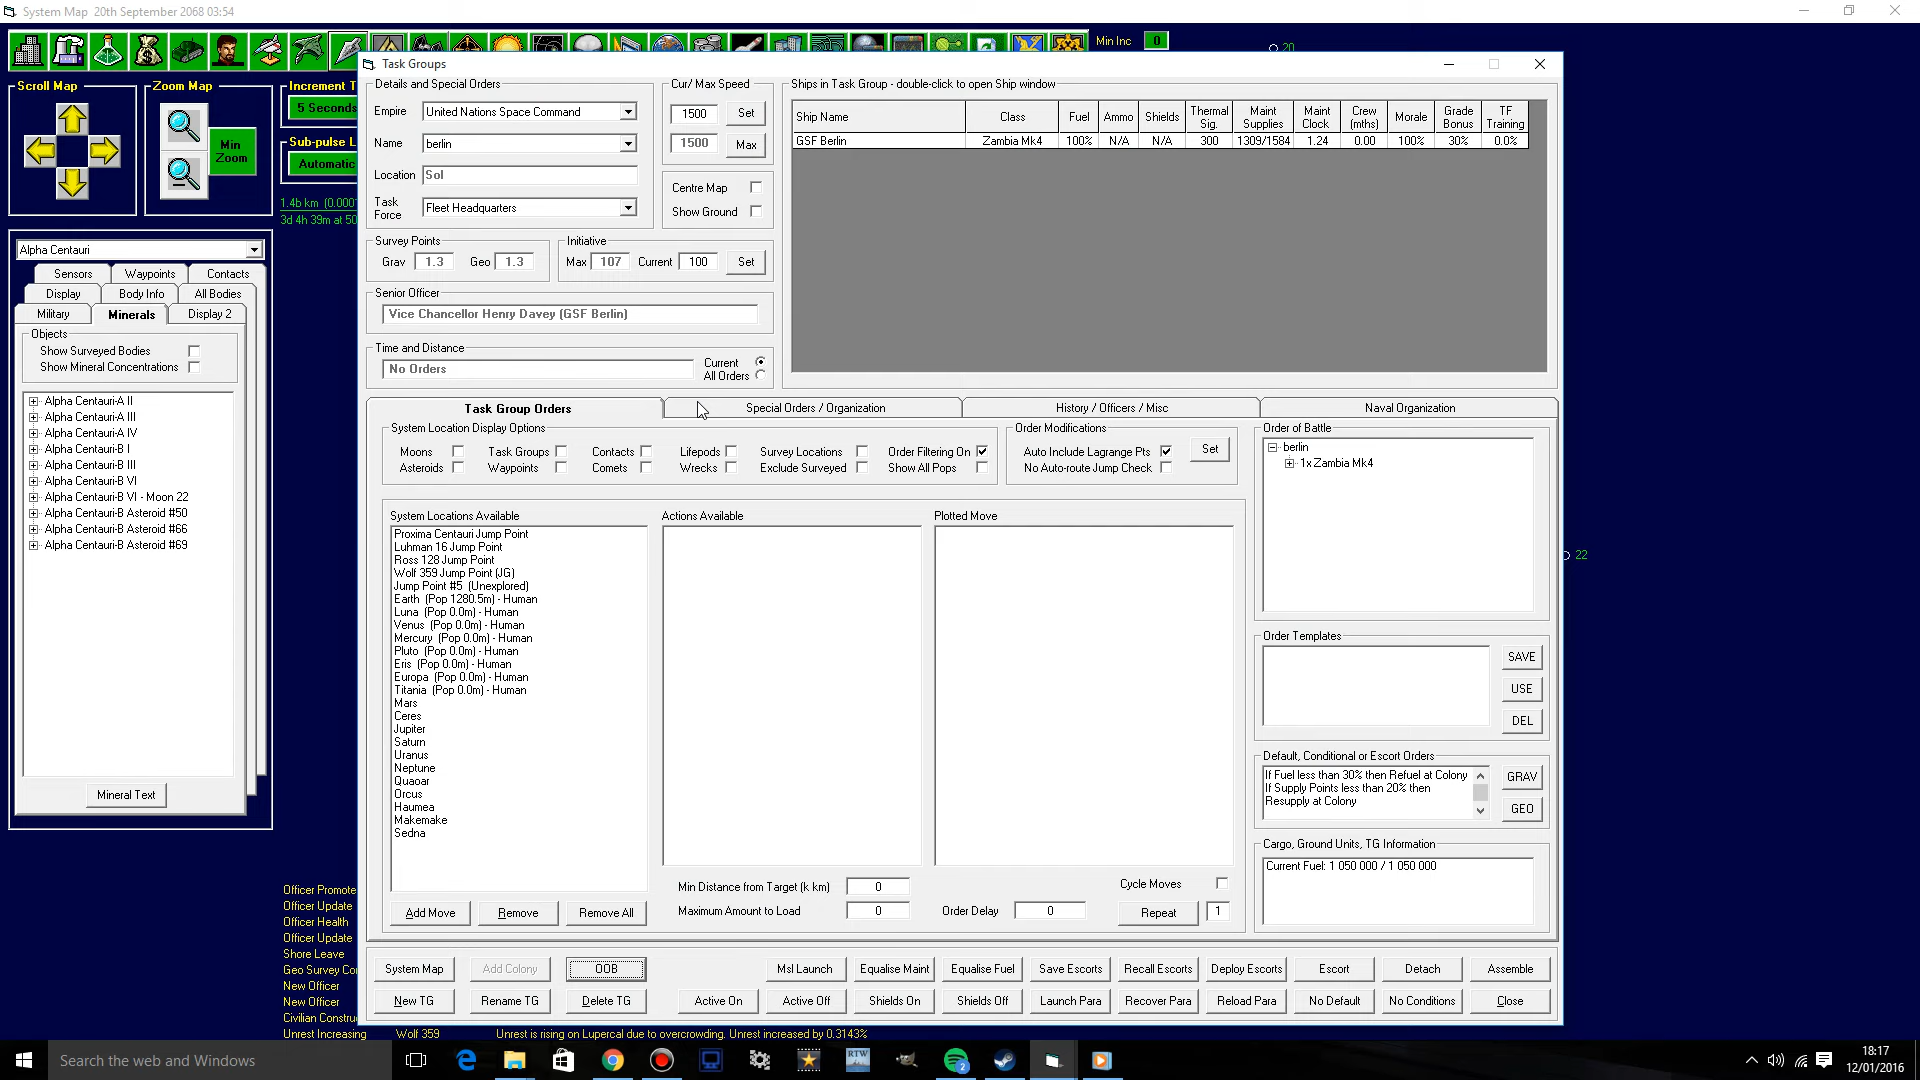 System Map   20th September 2068 03:54
Min Inc
0
20
Scroll Map
Zoom Map
Min Zoom
5 Seconds
Sub-pulse L
Automatic
3d 4h 39m at 50
Alpha Centauri
Sensors
Waypoints
Contacts
Display
Body Info
All Bodies
Military
Minerals
Display 2
Objects
Show Surveyed Bodies
Show Mineral Concentrations
Alpha Centauri-A II
Alpha Centauri-A III
Alpha Centauri-A IV
Alpha Centauri-B I
Alpha Centauri-B III
Alpha Centauri-B VI
Alpha Centauri-B VI - Moon 22
Alpha Centauri-B Asteroid #50
Alpha Centauri-B Asteroid #66
Alpha Centauri-B Asteroid #69
Mineral Text
Task Groups
Details and Special Orders
Empire
United Nations Space Command
Name
berlin
Location
Sol
Task Force
Fleet Headquarters
Cur/ Max Speed
1500
Set
1500
Max
Centre Map
Show Ground
Survey Points
Grav
1.3
Geo
1.3
Initiative
Max
107
Current
100
Set
Senior Officer
Vice Chancellor Henry Davey (GSF Berlin)
Time and Distance
No Orders
Current
All Orders
Ships in Task Group - double-click to open Ship window
Ship Name
Class
Fuel
Ammo
Shields
Thermal Sig.
Maint Supplies
Maint Clock
Crew (mths)
Morale
Grade Bonus
TF Training
GSF Berlin
Zambia Mk4
100%
N/A
N/A
300
1309/1584
1.24
0.00
100%
30%
0.0%
Task Group Orders
Special Orders / Organization
History / Officers / Misc
Naval Organization
System Location Display Options
Moons
Task Groups
Contacts
Lifepods
Survey Locations
Order Filtering On
Asteroids
Waypoints
Comets
Wrecks
Exclude Surveyed
Show All Pops
Order Modifications
Auto Include Lagrange Pts
Set
No Auto-route Jump Check
Order of Battle
berlin
1x Zambia Mk4
22
System Locations Available
Proxima Centauri Jump Point
Luhman 16 Jump Point
Ross 128 Jump Point
Wolf 359 Jump Point (JG)
Jump Point #5  (Unexplored)
Earth  (Pop 1280.5m) - Human
Luna  (Pop 0.0m) - Human
Venus  (Pop 0.0m) - Human
Mercury  (Pop 0.0m) - Human
Pluto  (Pop 0.0m) - Human
Eris  (Pop 0.0m) - Human
Europa  (Pop 0.0m) - Human
Titania  (Pop 0.0m) - Human
Mars
Ceres
Jupiter
Saturn
Uranus
Neptune
Quaoar
Orcus
Haumea
Makemake
Sedna
Actions Available
Plotted Move
Add Move
Remove
Remove All
Min Distance from Target (k km)
0
Maximum Amount to Load
0
Order Delay
0
Cycle Moves
Repeat
1
Order Templates
SAVE
USE
DEL
Default, Conditional or Escort Orders
If Fuel less than 30% then Refuel at Colony
If Supply Points less than 20% then
Resupply at Colony
GRAV
GEO
Cargo, Ground Units, TG Information
Current Fuel: 1 050 000 / 1 050 000
System Map
Add Colony
OOB
Msl Launch
Equalise Maint
Equalise Fuel
Save Escorts
Recall Escorts
Deploy Escorts
Escort
Detach
Assemble
New TG
Rename TG
Delete TG
Active On
Active Off
Shields On
Shields Off
Launch Para
Recover Para
Reload Para
No Default
No Conditions
Close
Officer Promote
Officer Update
Officer Health
Officer Update
Shore Leave
New Officer
New Officer
Unrest Increasing   Wolf 359   Unrest is rising on Lupercal due to overcrowding. Unrest increased by 0.3143%
Search the web and Windows
RTW
2
18:17
12/01/2016